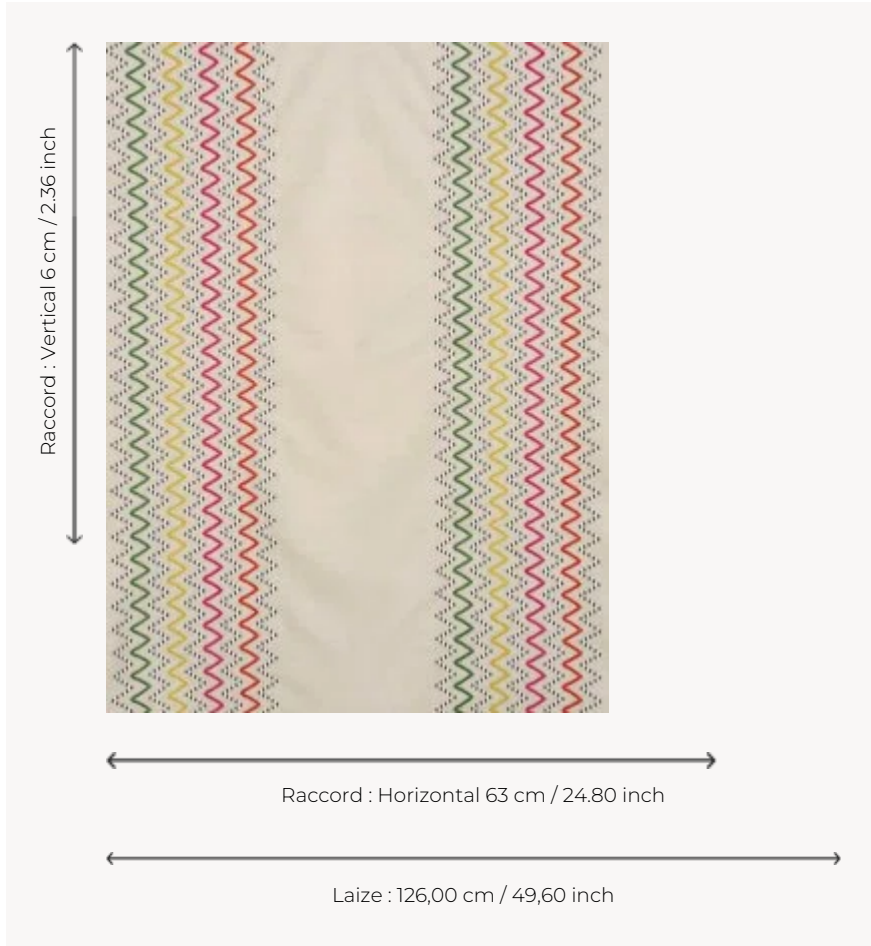 Raccord : Vertical 6 cm / 2.36 inch
Raccord : Horizontal 63 cm / 24.80 inch
Laize : 126,00 cm / 49,60 inch